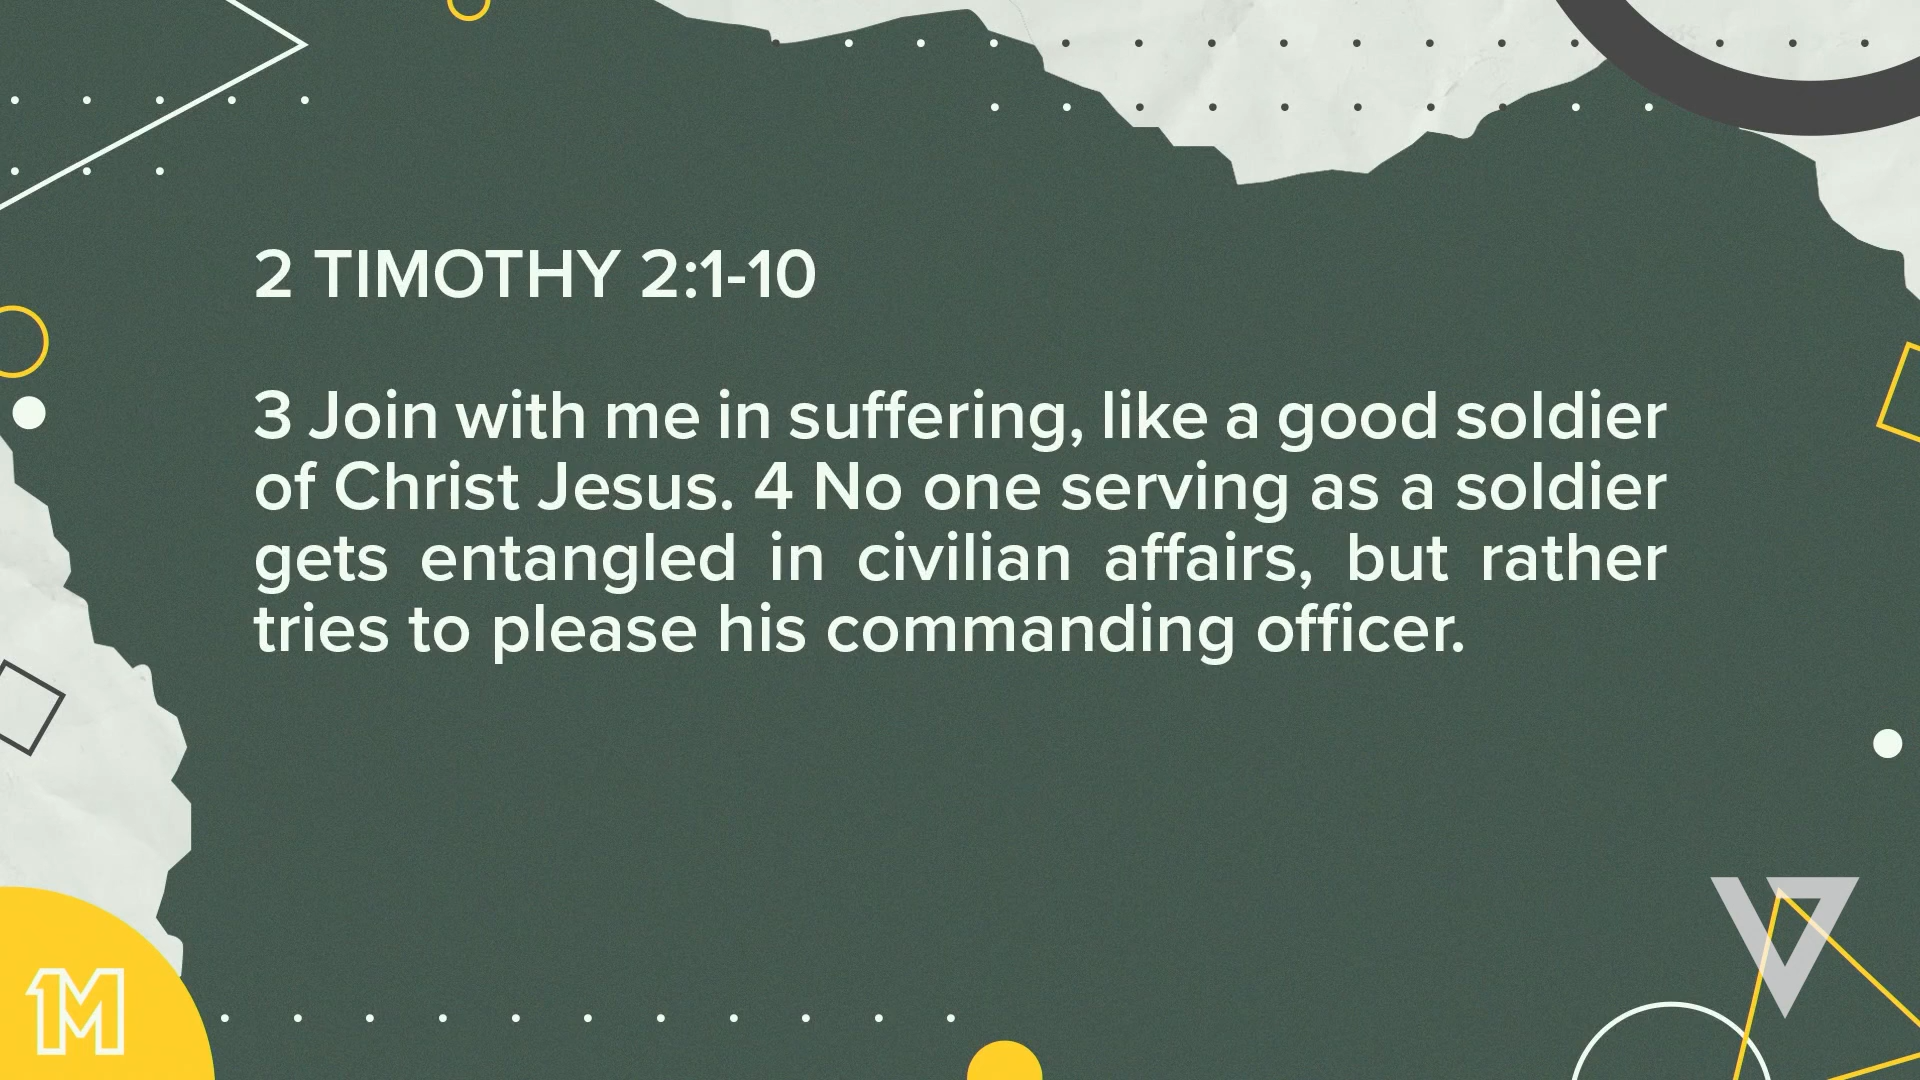 2 TIMOTHY 2:1-10
3 Join with me in suffering, like a good soldier
of Christ Jesus. 4 No one serving as a soldier
gets entangled in civilian affairs, but rather
tries to please his commanding officer.
1M